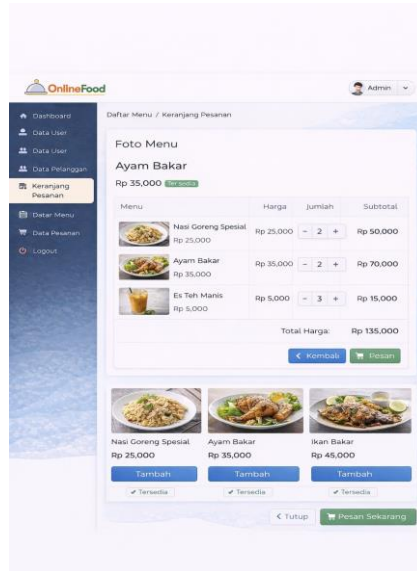 OnlineFood
Admin
Dashboard
Data User
Data User
Data Pelanggan
Keranjang
Pesanan
Datar Menu
Data Pesanan
Logout
Daftar Menu / Keranjang Pesanan
Foto Menu
Ayam Bakar
Rp 35,000 Tersedia
Menu Harga Jumlah Subtotal
Nasi Goreng Spesial
Rp 25,000
Rp 25,000 - 2 + Rp 50,000
Ayam Bakar
Rp 35,000
Rp 35,000 - 2 + Rp 70,000
Es Teh Manis
Rp 5,000
Rp 5,000 - 3 + Rp 15,000
Total Harga: Rp 135,000
Kembali Pesan
Nasi Goreng Spesial Ayam Bakar Ikan Bakar
Rp 25,000 Rp 35,000 Rp 45,000
Tambah Tambah Tambah
Tersedia Tersedia Tersedia
Tutup Pesan Sekarang